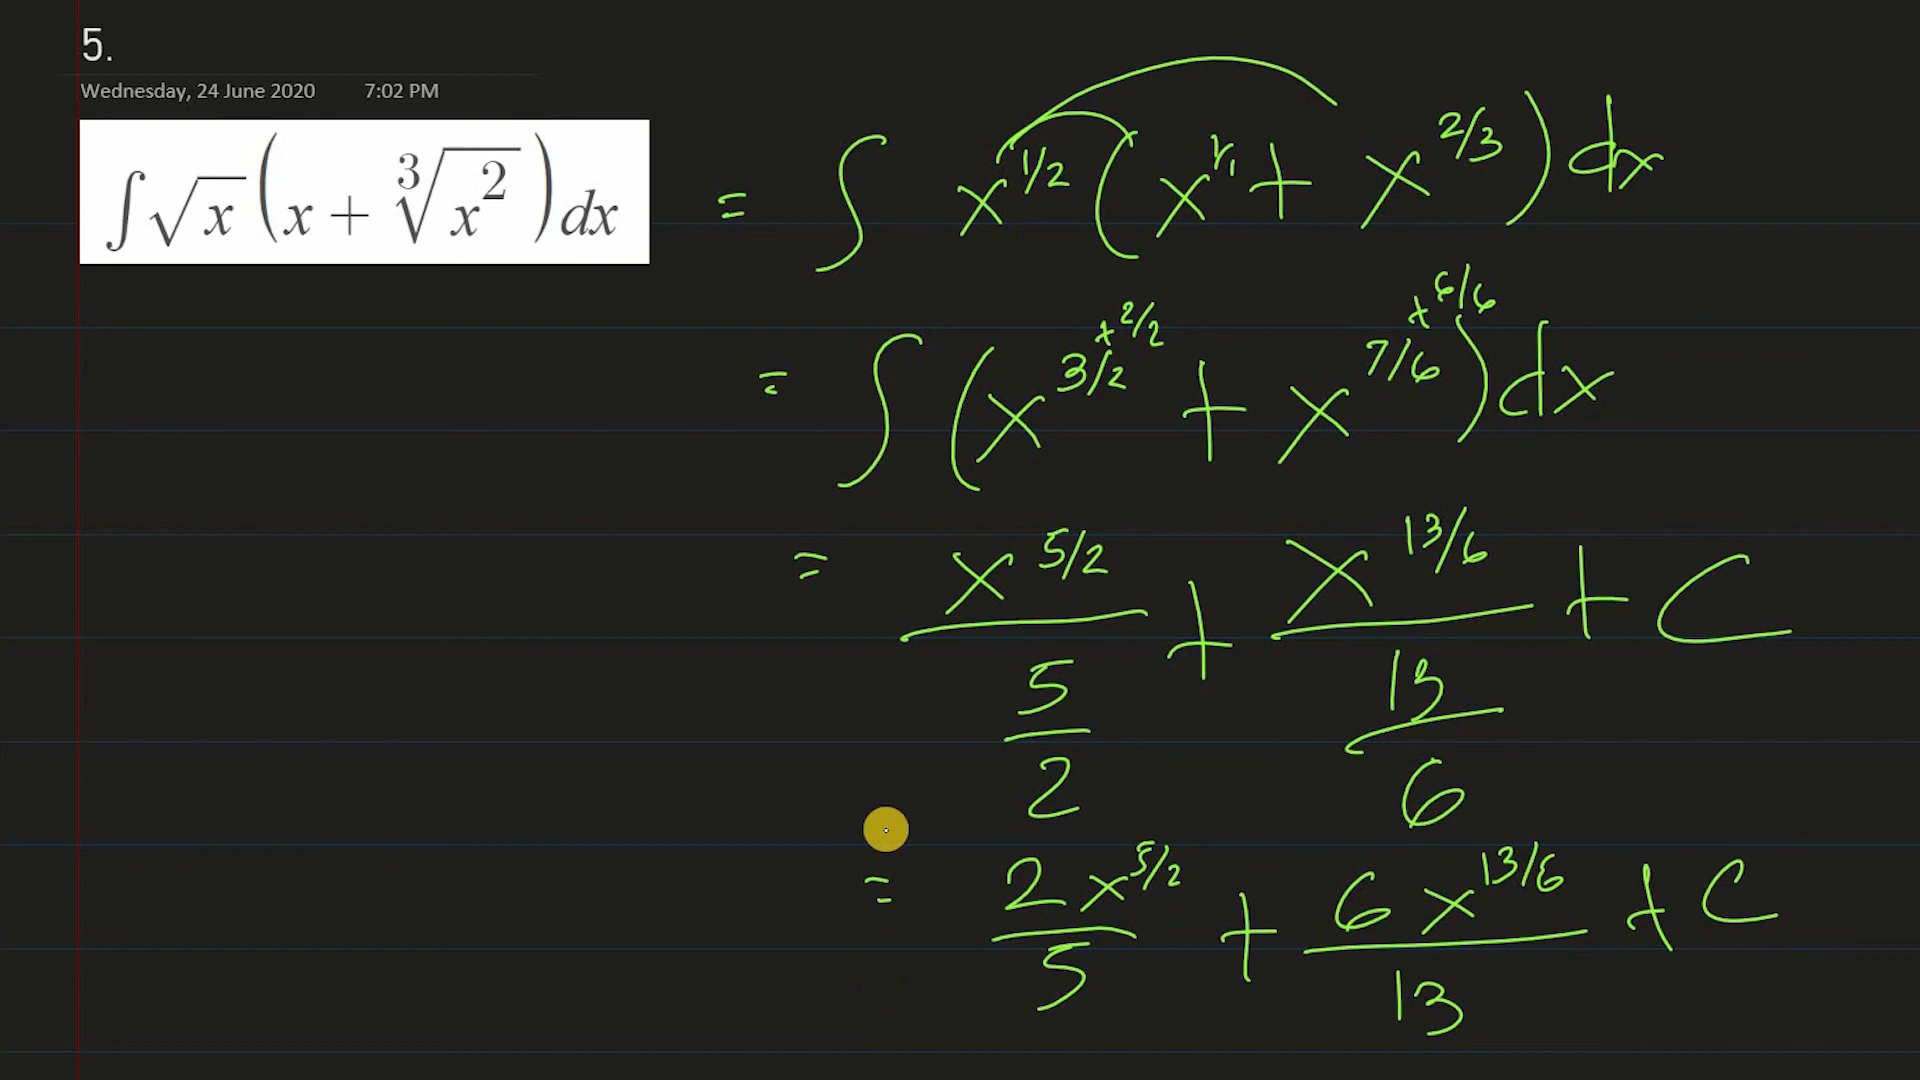 5.
Wednesday, 24 June 2020 7:02 PM
∫√x(x + ∛x²)dx
= ∫ x^1/2 (x^1/1 + x^2/3) dx
= ∫ (x^3/2 +2/2 + x^7/6 +6/6) dx
= x^5/2 / 5/2 + x^13/6 / 13/6 + C
= 2x^5/2 / 5 + 6x^13/6 / 13 + C